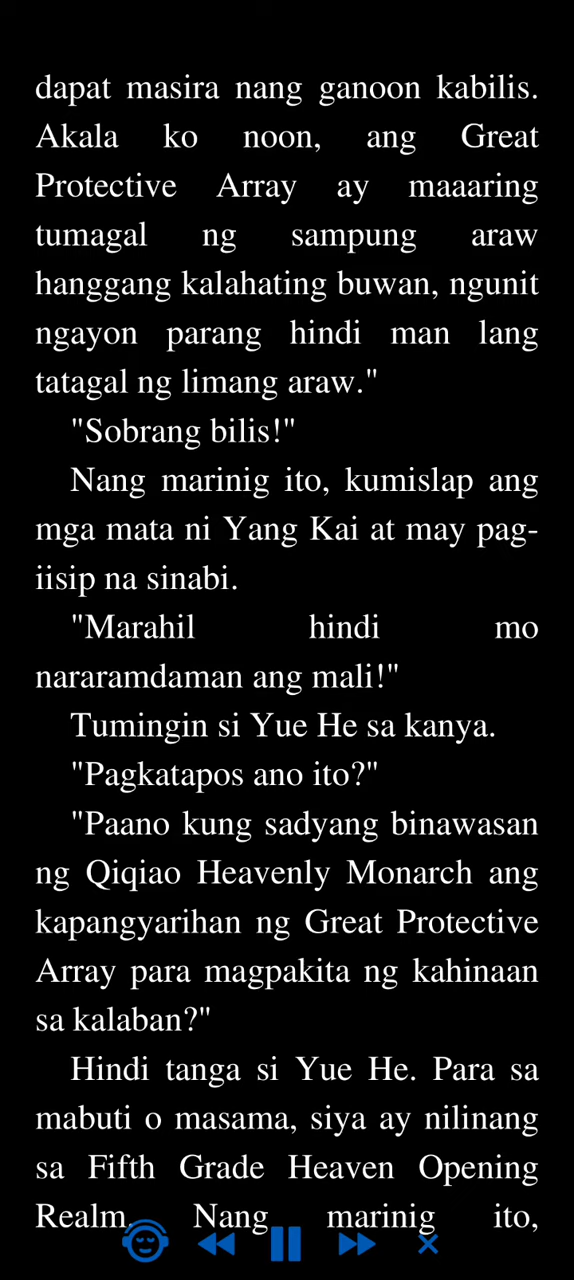 dapat masira nang ganoon kabilis.
Akala ko noon, ang Great
Protective Array ay maaaring
tumagal ng sampung araw
hanggang kalahating buwan, ngunit
ngayon parang hindi man lang
tatagal ng limang araw."
"Sobrang bilis!"
Nang marinig ito, kumislap ang
mga mata ni Yang Kai at may pag-
iisip na sinabi.
"Marahil hindi mo
nararamdaman ang mali!"
Tumingin si Yue He sa kanya.
"Pagkatapos ano ito?"
"Paano kung sadyang binawasan
ng Qiqiao Heavenly Monarch ang
kapangyarihan ng Great Protective
Array para magpakita ng kahinaan
sa kalaban?"
Hindi tanga si Yue He. Para sa
mabuti o masama, siya ay nilinang
sa Fifth Grade Heaven Opening
Realm. Nang marinig ito,